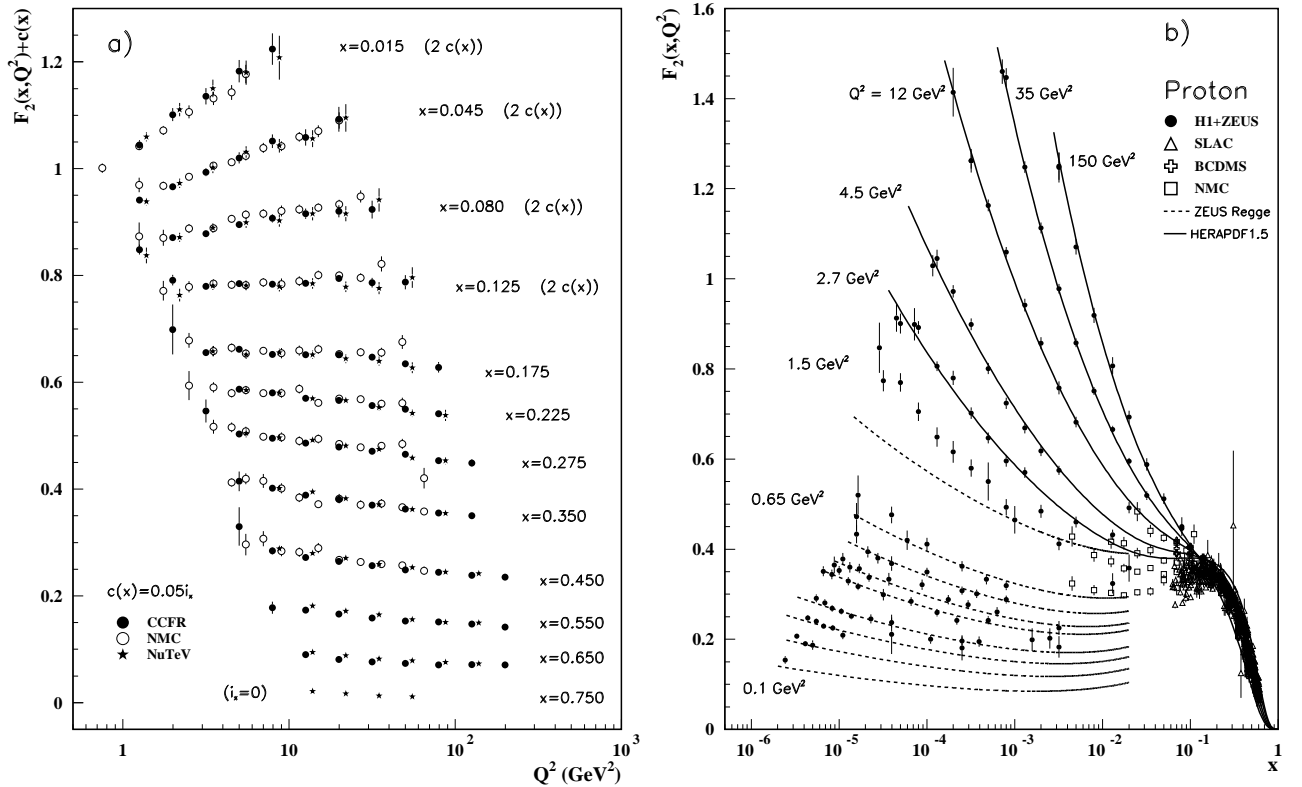 a)
F₂(x,Q²)+c(x)
1.2
1
0.8
0.6
0.4
0.2
0
x=0.015 (2 c(x))
x=0.045 (2 c(x))
x=0.080 (2 c(x))
x=0.125 (2 c(x))
x=0.175
x=0.225
x=0.275
x=0.350
x=0.450
x=0.550
x=0.650
x=0.750
c(x)=0.05iₓ
CCFR
NMC
NuTeV
(iₓ=0)
1
10
10²
10³
Q² (GeV²)
b)
F₂(x,Q²)
1.6
1.4
1.2
1
0.8
0.6
0.4
0.2
0
Q² = 12 GeV²
35 GeV²
150 GeV²
4.5 GeV²
2.7 GeV²
1.5 GeV²
0.65 GeV²
0.1 GeV²
Proton
H1+ZEUS
SLAC
BCDMS
NMC
ZEUS Regge
HERAPDF1.5
10⁻⁶
10⁻⁵
10⁻⁴
10⁻³
10⁻²
10⁻¹
1
x